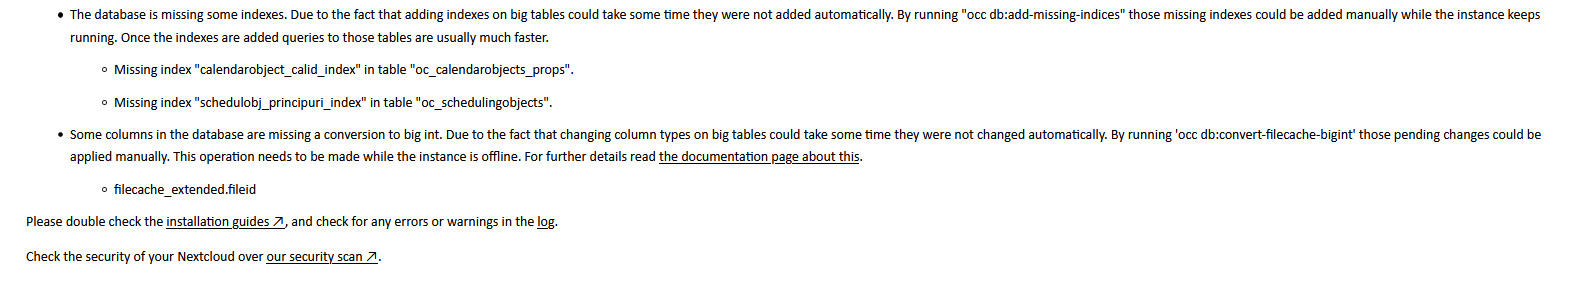 The database is missing some indexes. Due to the fact that adding indexes on big tables could take some time they were not added automatically. By running "occ db:add-missing-indices" those missing indexes could be added manually while the instance keeps
running. Once the indexes are added queries to those tables are usually much faster.
Missing index "calendarobject_calid_index" in table "oc_calendarobjects_props".
Missing index "schedulobj_principuri_index" in table "oc_schedulingobjects".
Some columns in the database are missing a conversion to big int. Due to the fact that changing column types on big tables could take some time they were not changed automatically. By running 'occ db:convert-filecache-bigint' those pending changes could be
applied manually. This operation needs to be made while the instance is offline. For further details read the documentation page about this.
filecache_extended.fileid
Please double check the installation guides ↗, and check for any errors or warnings in the log.
Check the security of your Nextcloud over our security scan ↗.